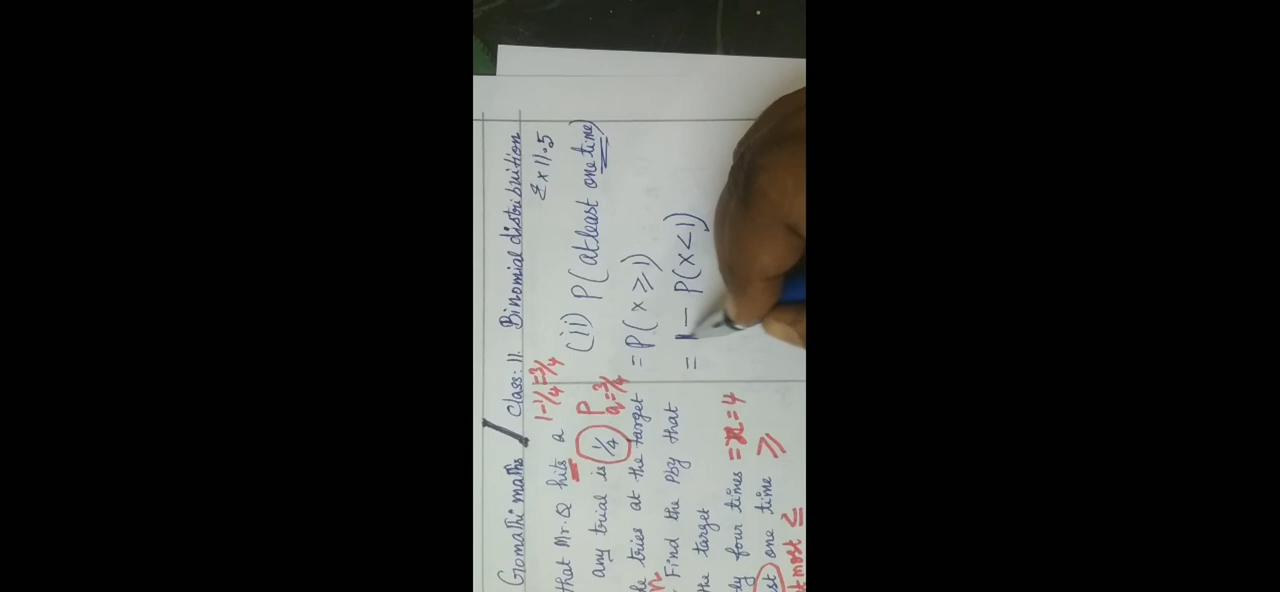 Gomathi maths Class: 11. Binomial distribuition
Ex 11.5
that Mr. Q hits a 1-1/4=3/4
any trial is 1/4 P
q=3/4
tries at the target
n
Find the Pby that
the target
four times = n = 4
one time ≥
most ≤
(ii) P(atleast one time)
= P(x ≥ 1)
= 1 - P(x < 1)